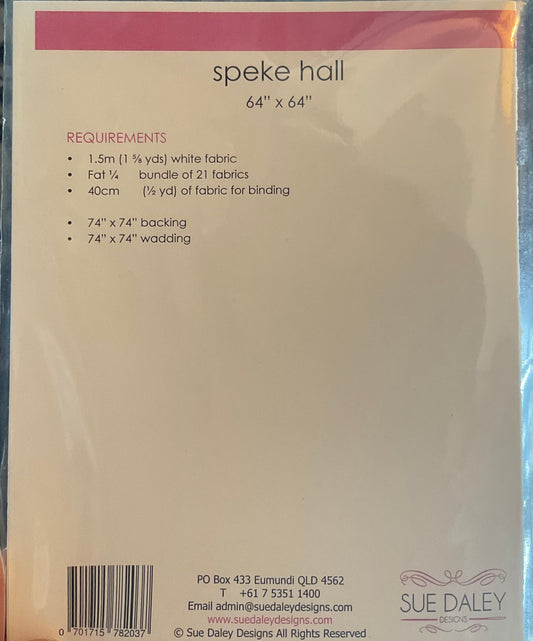 speke hall
64" x 64"
REQUIREMENTS
• 1.5m (1 ⅝ yds) white fabric
• Fat ¼ bundle of 21 fabrics
• 40cm (½ yd) of fabric for binding
• 74" x 74" backing
• 74" x 74" wadding
PO Box 433 Eumundi QLD 4562
T +61 7 5351 1400
Email admin@suedaleydesigns.com
www.suedaleydesigns.com
© Sue Daley Designs All Rights Reserved
0 701715 782037
SUE DALEY
DESIGNS